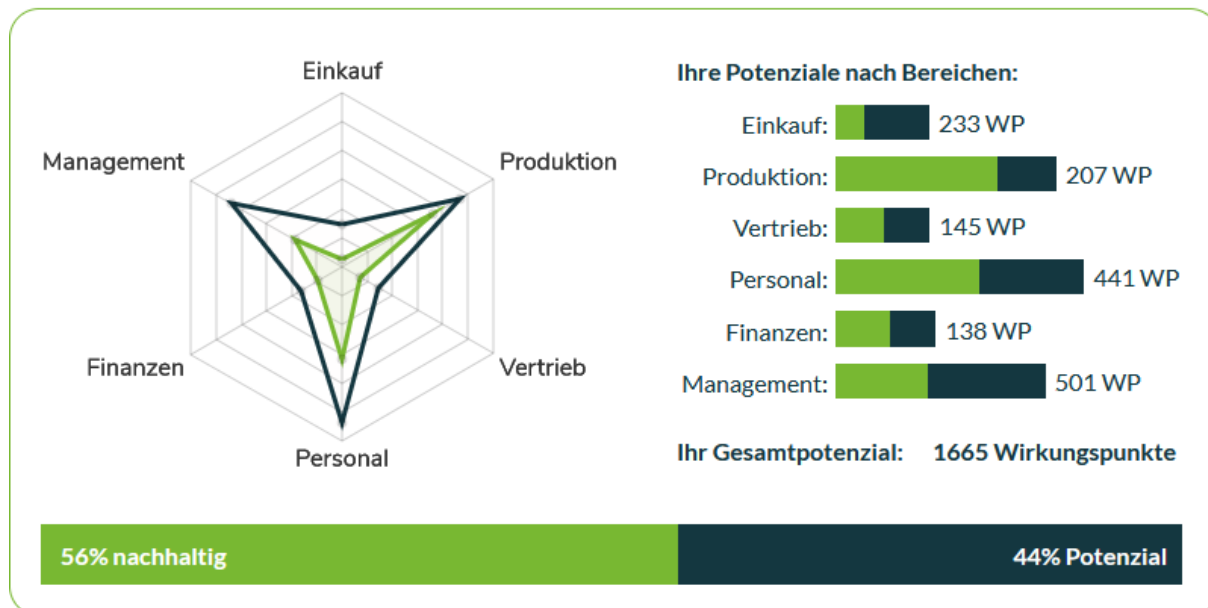 Einkauf
Management
Produktion
Finanzen
Vertrieb
Personal
Ihre Potenziale nach Bereichen:
Einkauf: 233 WP
Produktion: 207 WP
Vertrieb: 145 WP
Personal: 441 WP
Finanzen: 138 WP
Management: 501 WP
Ihr Gesamtpotenzial: 1665 Wirkungspunkte
56% nachhaltig 44% Potenzial